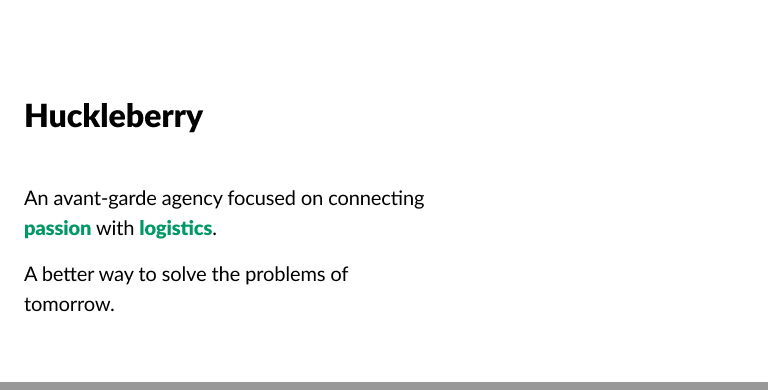 Huckleberry
An avant-garde agency focused on connecting
passion with logistics.
A better way to solve the problems of
tomorrow.